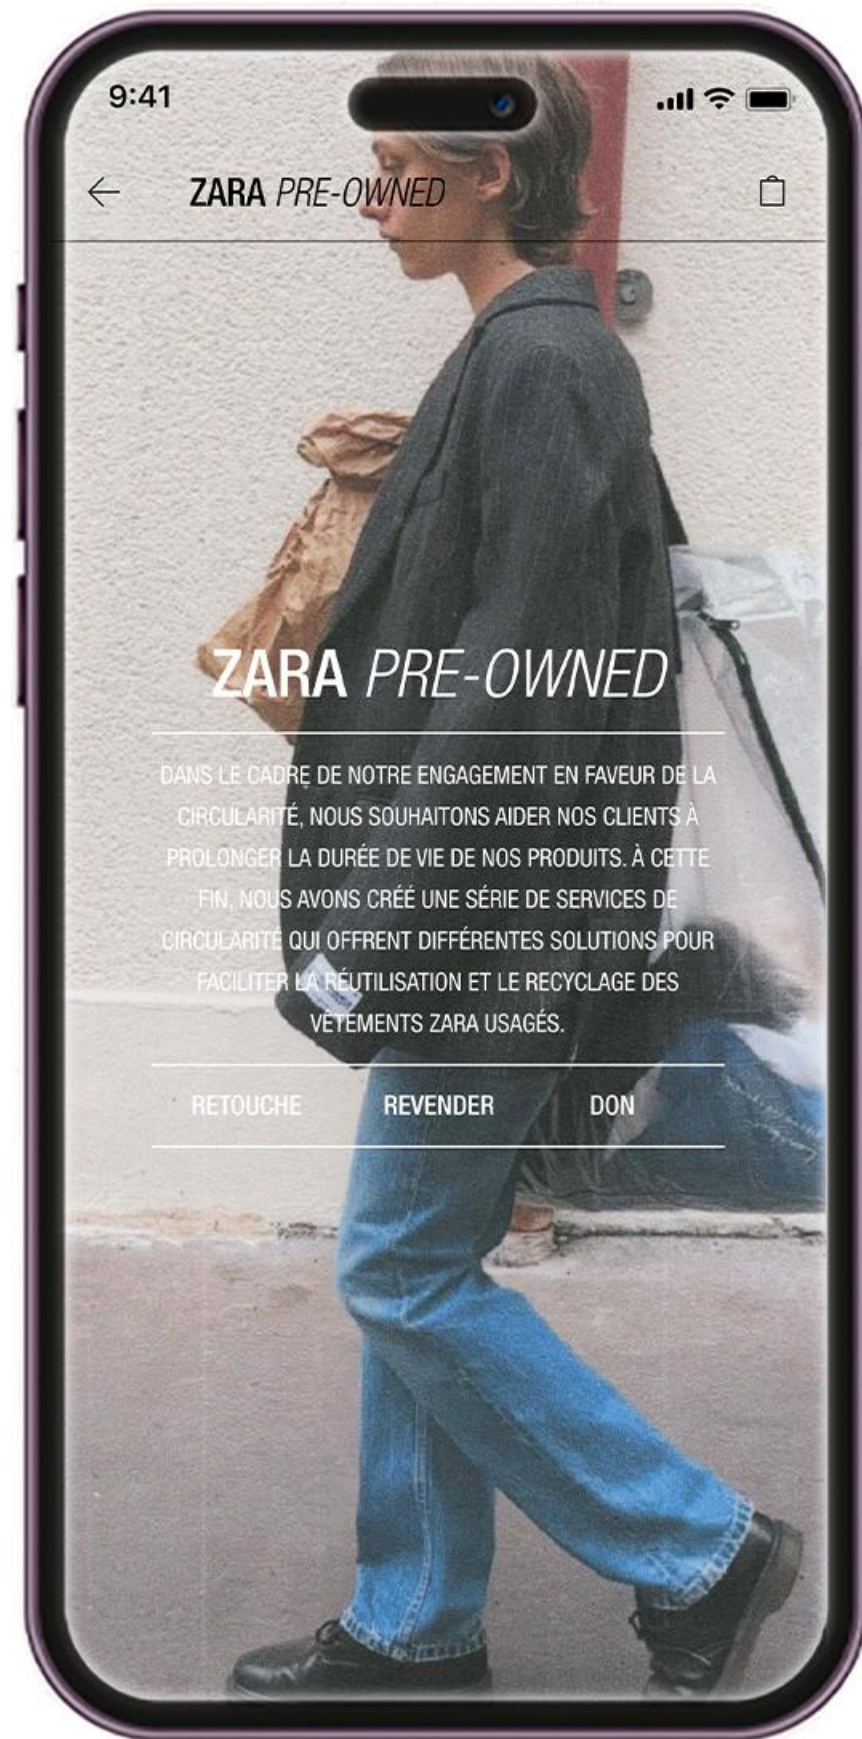 9:41
ZARA PRE-OWNED
ZARA PRE-OWNED
DANS LE CADRE DE NOTRE ENGAGEMENT EN FAVEUR DE LA
CIRCULARITÉ, NOUS SOUHAITONS AIDER NOS CLIENTS À
PROLONGER LA DURÉE DE VIE DE NOS PRODUITS. À CETTE
FIN, NOUS AVONS CRÉÉ UNE SÉRIE DE SERVICES DE
CIRCULARITÉ QUI OFFRENT DIFFÉRENTES SOLUTIONS POUR
FACILITER LA RÉUTILISATION ET LE RECYCLAGE DES
VÊTEMENTS ZARA USAGÉS.
RETOUCHE REVENDER DON